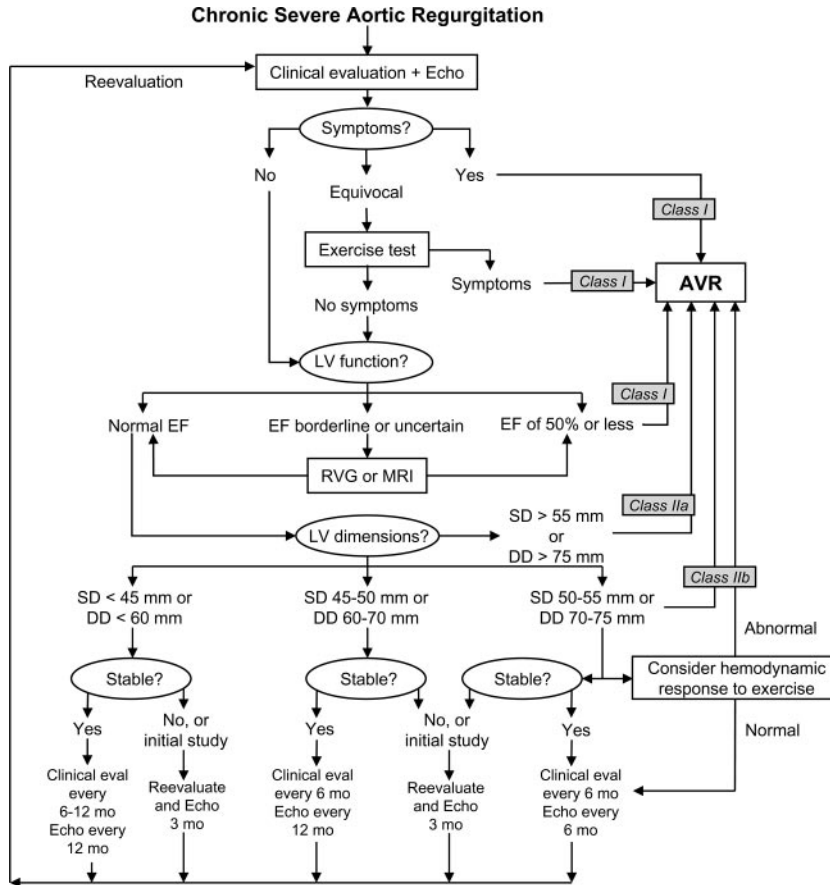 Chronic Severe Aortic Regurgitation
Reevaluation
Clinical evaluation + Echo
Symptoms?
No
Equivocal
Yes
Class I
Exercise test
Symptoms
Class I
AVR
No symptoms
LV function?
Class I
Normal EF
EF borderline or uncertain
EF of 50% or less
RVG or MRI
Class IIa
LV dimensions?
SD > 55 mm
or
DD > 75 mm
Class IIb
SD < 45 mm or
DD < 60 mm
SD 45-50 mm or
DD 60-70 mm
SD 50-55 mm or
DD 70-75 mm
Abnormal
Stable?
Stable?
Stable?
Consider hemodynamic
response to exercise
Yes
No, or
initial study
Yes
No, or
initial study
Yes
Normal
Clinical eval
every
6-12 mo
Echo every
12 mo
Reevaluate
and Echo
3 mo
Clinical eval
every 6 mo
Echo every
12 mo
Reevaluate
and Echo
3 mo
Clinical eval
every 6 mo
Echo every
6 mo